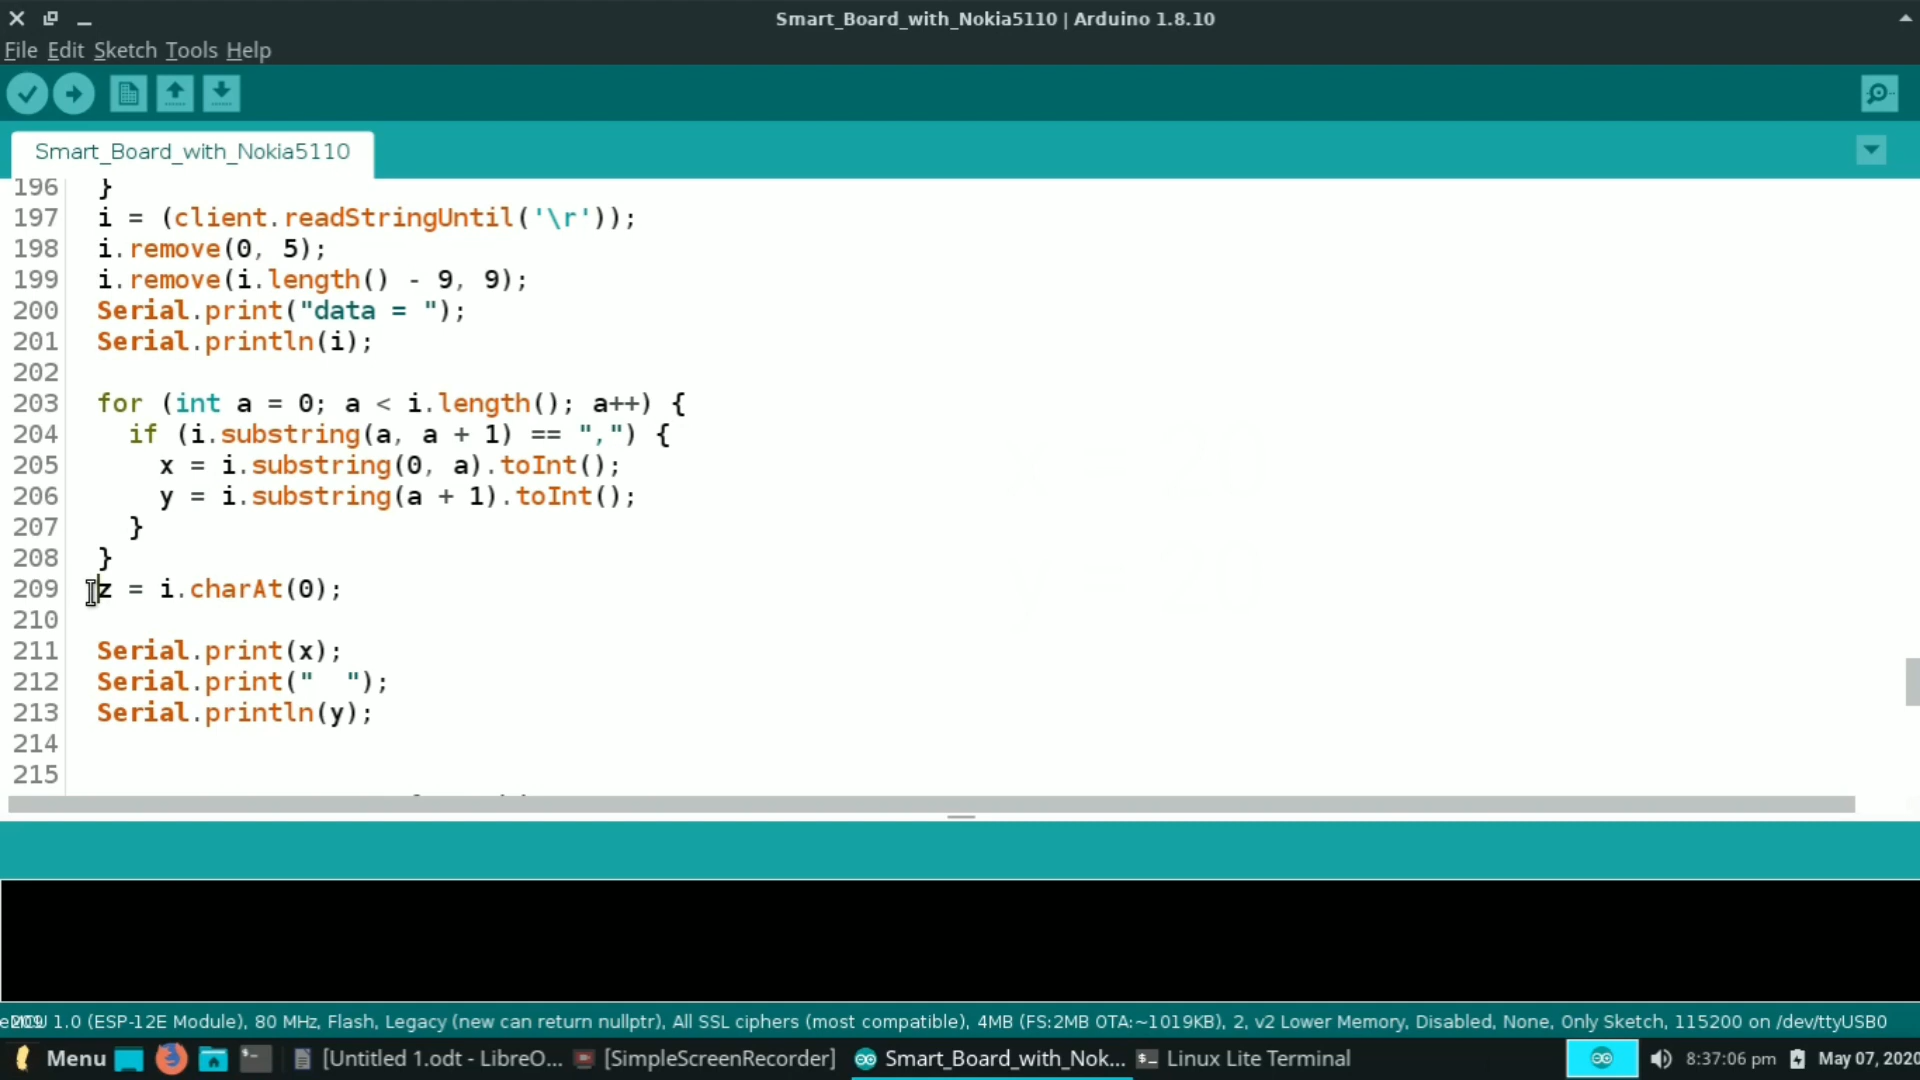 Smart_Board_with_Nokia5110 | Arduino 1.8.10
File Edit Sketch Tools Help
Smart_Board_with_Nokia5110
196 }
197 i = (client.readStringUntil('\r'));
198 i.remove(0, 5);
199 i.remove(i.length() - 9, 9);
200 Serial.print("data = ");
201 Serial.println(i);
202
203 for (int a = 0; a < i.length(); a++) {
204 if (i.substring(a, a + 1) == ",") {
205 x = i.substring(0, a).toInt();
206 y = i.substring(a + 1).toInt();
207 }
208 }
209 z = i.charAt(0);
210
211 Serial.print(x);
212 Serial.print("  ");
213 Serial.println(y);
214
215
1.0 (ESP-12E Module), 80 MHz, Flash, Legacy (new can return nullptr), All SSL ciphers (most compatible), 4MB (FS:2MB OTA:~1019KB), 2, v2 Lower Memory, Disabled, None, Only Sketch, 115200 on /dev/ttyUSB0
Menu [Untitled 1.odt - LibreO... [SimpleScreenRecorder] Smart_Board_with_Nok... Linux Lite Terminal 8:37:06 pm May 07, 2020